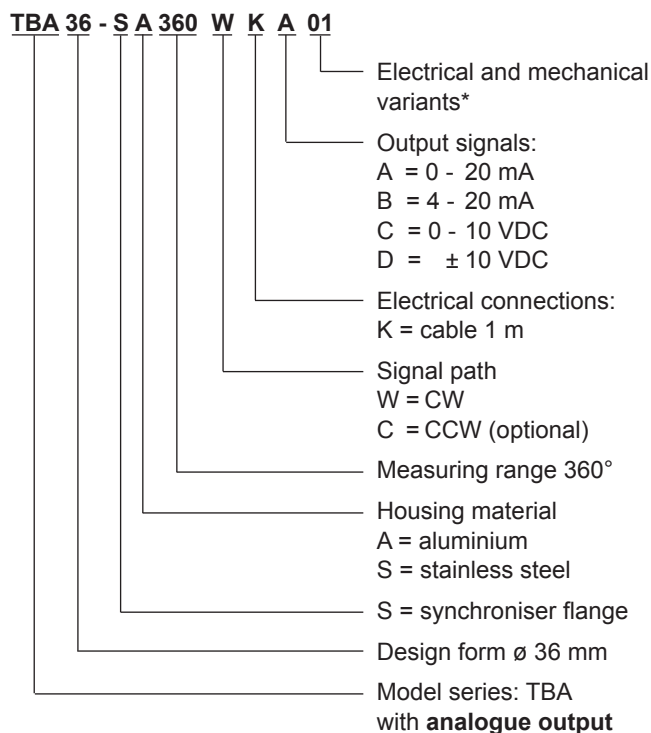 TBA 36 - S A 360 W K A 01
Electrical and mechanical
variants*
Output signals:
A = 0 - 20 mA
B = 4 - 20 mA
C = 0 - 10 VDC
D = ± 10 VDC
Electrical connections:
K = cable 1 m
Signal path
W = CW
C = CCW (optional)
Measuring range 360°
Housing material
A = aluminium
S = stainless steel
S = synchroniser flange
Design form ø 36 mm
Model series: TBA
with analogue output